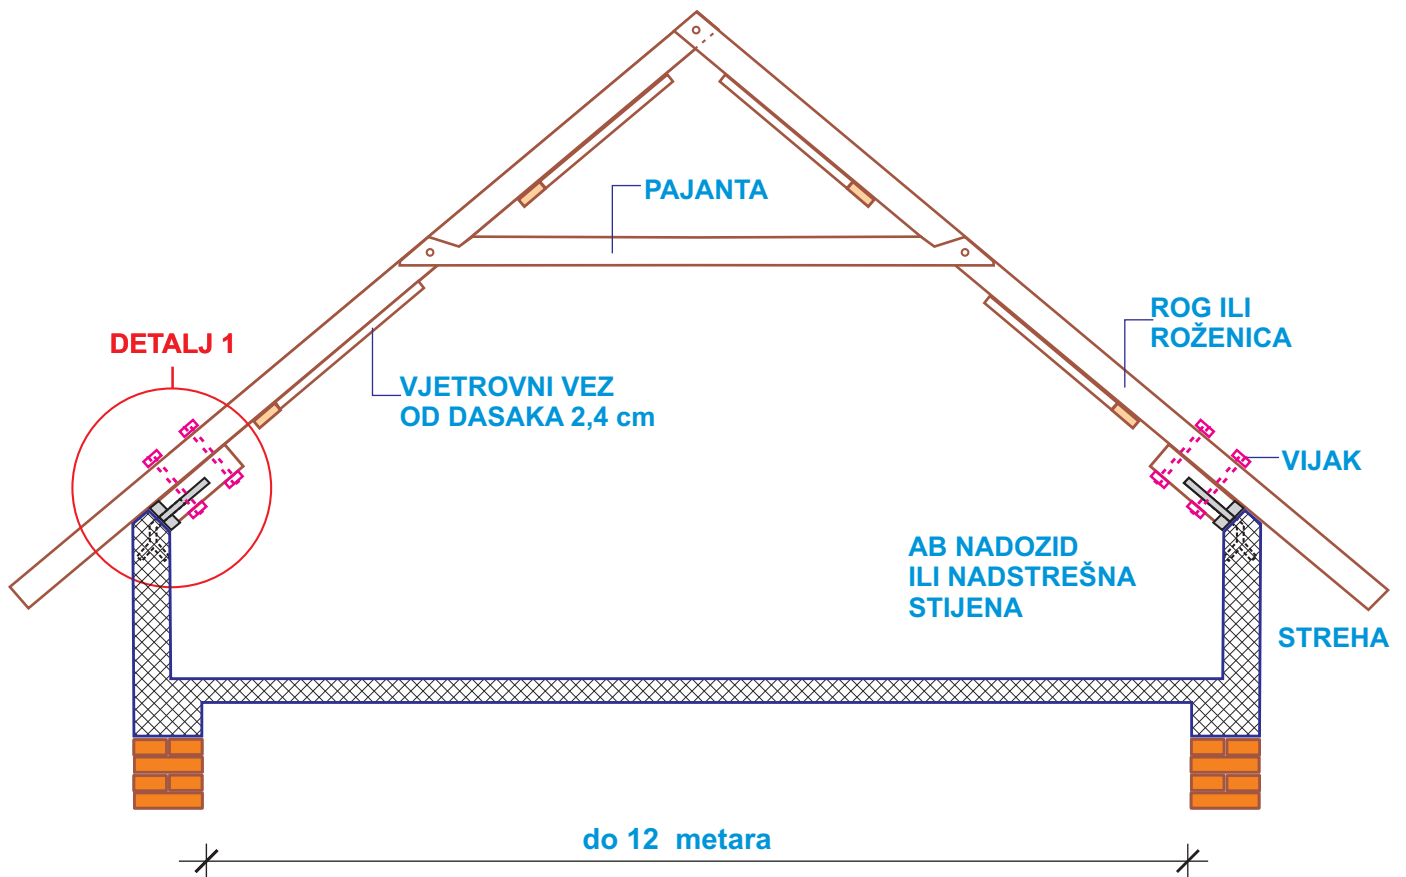 PAJANTA
ROG ILI
ROŽENICA
DETALJ 1
VJETROVNI VEZ
OD DASAKA 2,4 cm
VIJAK
AB NADOZID
ILI NADSTREŠNA
STIJENA
STREHA
do 12 metara